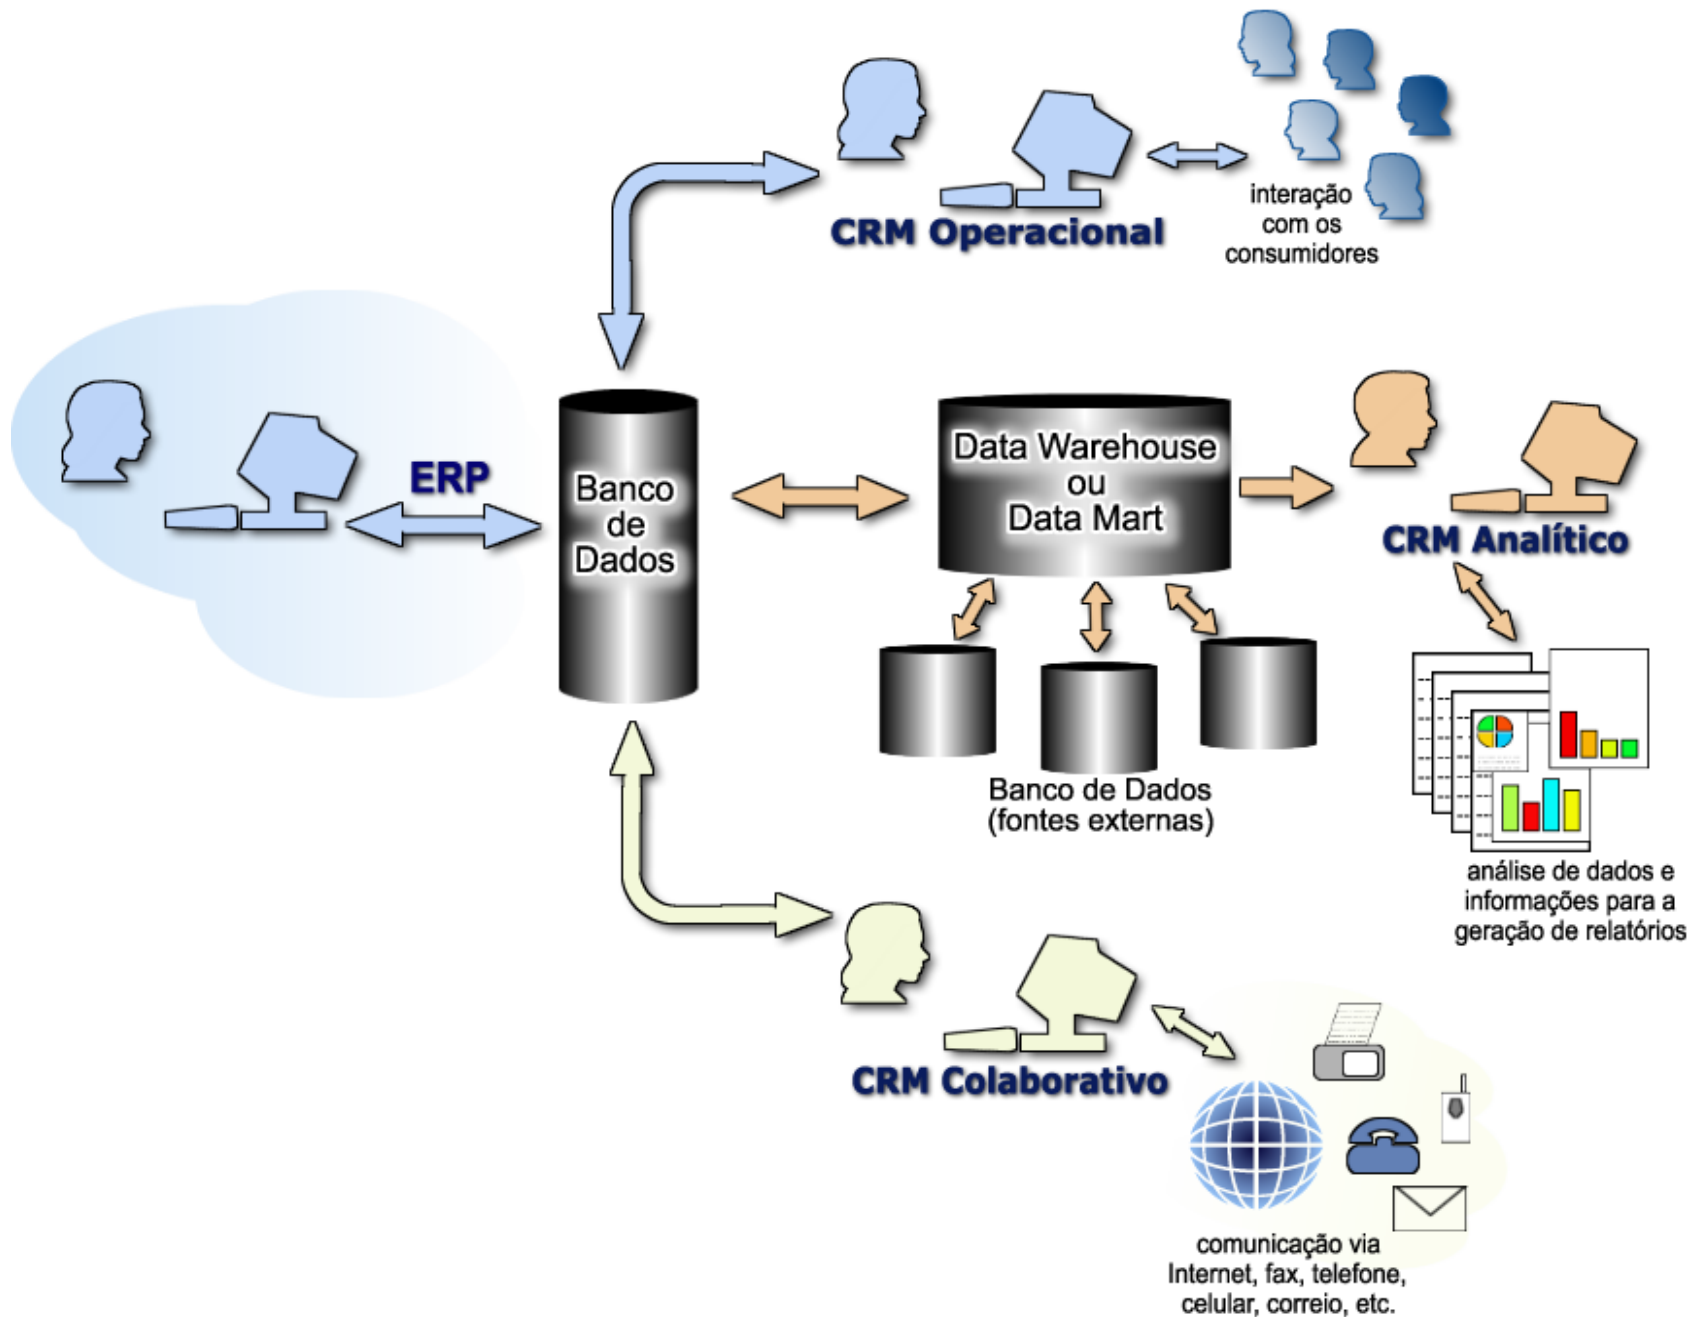 interação
com os
consumidores
CRM Operacional
ERP
Banco
de
Dados
Data Warehouse
ou
Data Mart
CRM Analítico
Banco de Dados
(fontes externas)
análise de dados e
informações para a
geração de relatórios
CRM Colaborativo
comunicação via
Internet, fax, telefone,
celular, correio, etc.